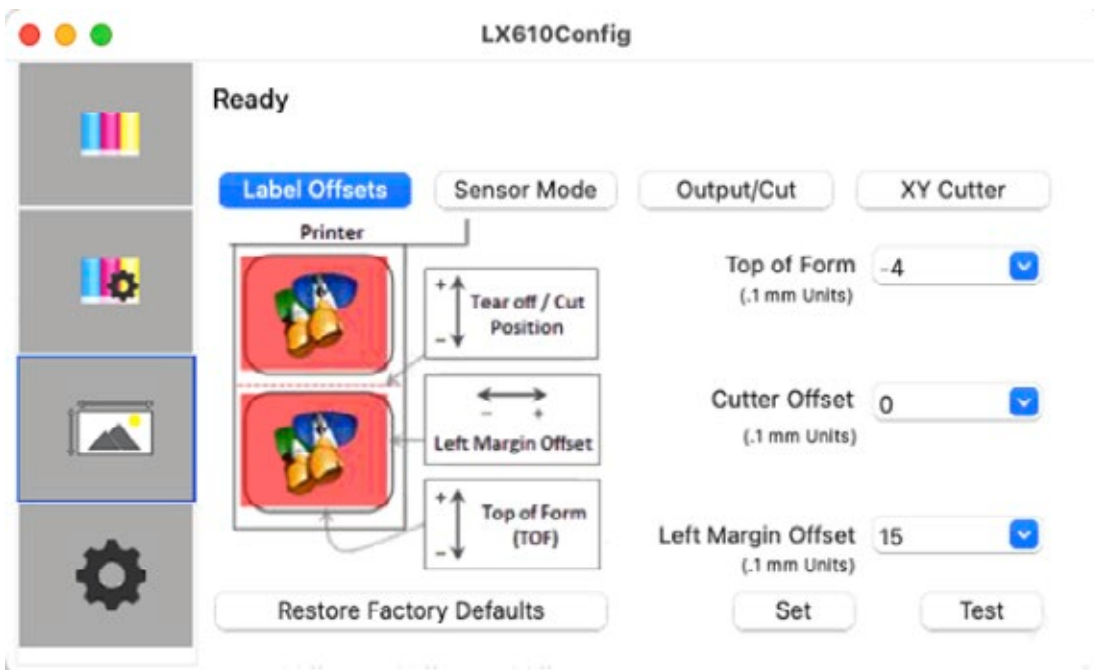 LX610Config
Ready
Label Offsets
Sensor Mode
Output/Cut
XY Cutter
Printer
+
Tear off / Cut
Position
–
– +
Left Margin Offset
+
Top of Form
(TOF)
–
Top of Form
-4
(.1 mm Units)
Cutter Offset
0
(.1 mm Units)
Left Margin Offset
15
(.1 mm Units)
Restore Factory Defaults
Set
Test